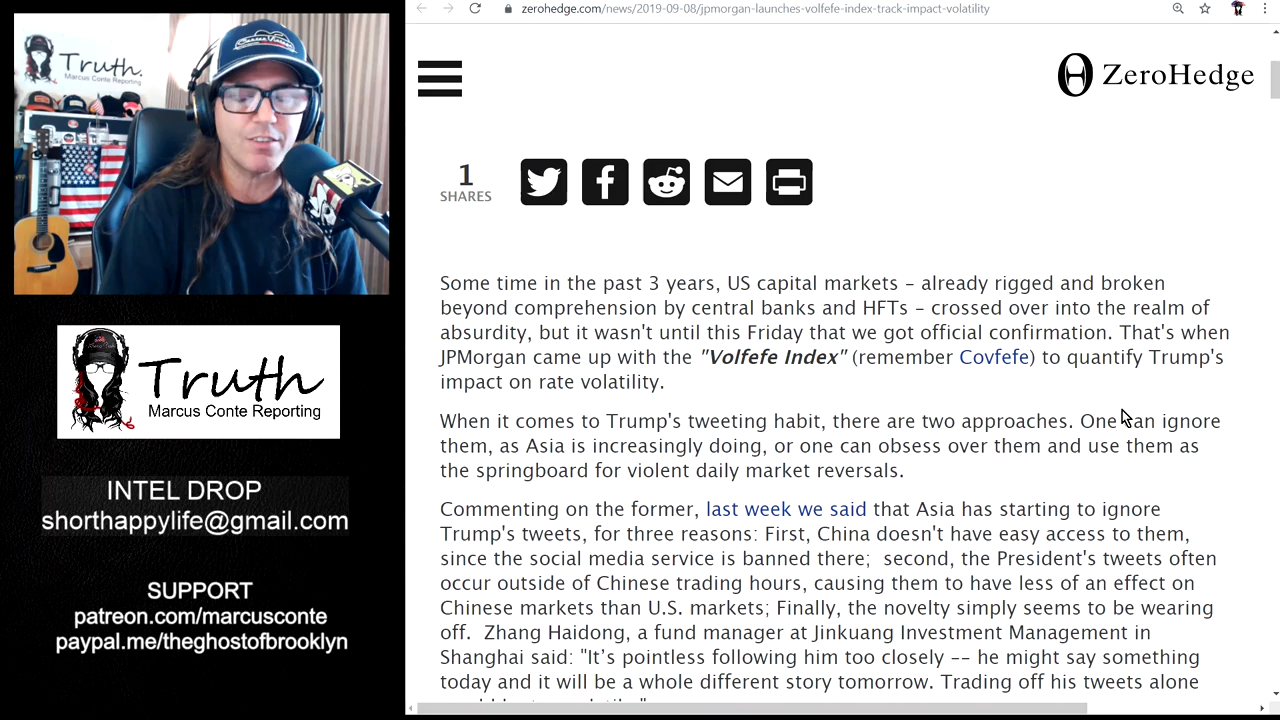 Truth.
Marcus Conte Reporting
Truth
Marcus Conte Reporting
INTEL DROP
shorthappylife@gmail.com
SUPPORT
patreon.com/marcusconte
paypal.me/theghostofbrooklyn
zerohedge.com/news/2019-09-08/jpmorgan-launches-volfefe-index-track-impact-volatility
ZeroHedge
1
SHARES
Some time in the past 3 years, US capital markets – already rigged and broken
beyond comprehension by central banks and HFTs – crossed over into the realm of
absurdity, but it wasn't until this Friday that we got official confirmation. That's when
JPMorgan came up with the "Volfefe Index" (remember Covfefe) to quantify Trump's
impact on rate volatility.
When it comes to Trump's tweeting habit, there are two approaches. One can ignore
them, as Asia is increasingly doing, or one can obsess over them and use them as
the springboard for violent daily market reversals.
Commenting on the former, last week we said that Asia has starting to ignore
Trump's tweets, for three reasons: First, China doesn't have easy access to them,
since the social media service is banned there;  second, the President's tweets often
occur outside of Chinese trading hours, causing them to have less of an effect on
Chinese markets than U.S. markets; Finally, the novelty simply seems to be wearing
off.  Zhang Haidong, a fund manager at Jinkuang Investment Management in
Shanghai said: "It's pointless following him too closely -- he might say something
today and it will be a whole different story tomorrow. Trading off his tweets alone